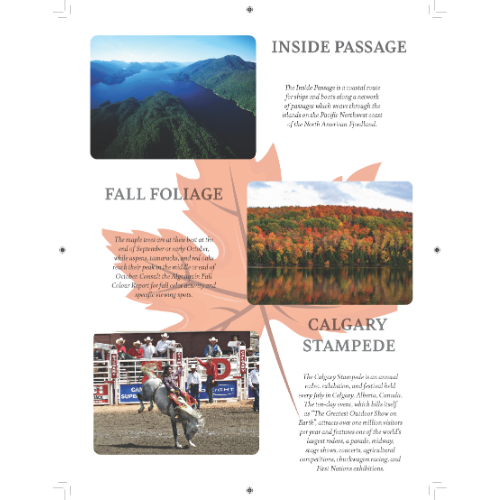 INSIDE PASSAGE
The Inside Passage is a coastal route
for ships and boats along a network
of passages which weave through the
islands on the Pacific Northwest coast
of the North American Fjordland.
FALL FOLIAGE
The maple trees are at their best at the
end of September or early October,
while aspens, tamaracks, and red oaks
reach their peak in the middle to end of
October. Consult the Algonquin Fall
Colour Report for fall color activity and
specific viewing spots.
CALGARY
STAMPEDE
The Calgary Stampede is an annual
rodeo, exhibition, and festival held
every July in Calgary, Alberta, Canada.
The ten-day event, which bills itself
as "The Greatest Outdoor Show on
Earth", attracts over one million visitors
per year and features one of the world's
largest rodeos, a parade, midway,
stage shows, concerts, agricultural
competitions, chuckwagon racing, and
First Nations exhibitions.